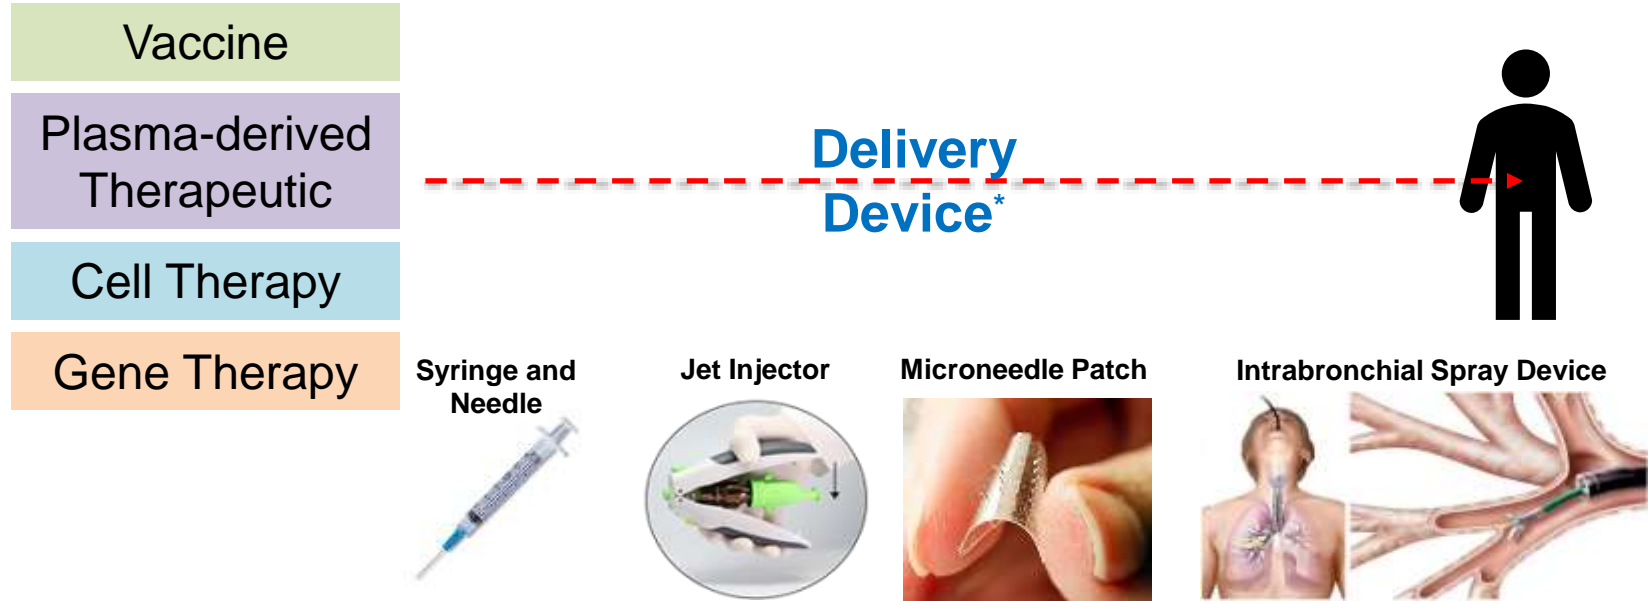 Vaccine
Plasma-derived
Therapeutic
Cell Therapy
Gene Therapy
Delivery
Device*
Syringe and
Needle
Jet Injector
Microneedle Patch
Intrabronchial Spray Device